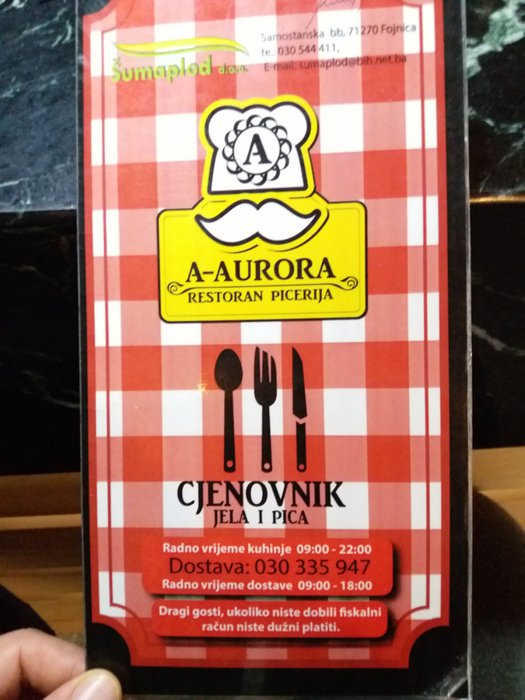 Samostanska bb, 71270 Fojnica
te.: 030 544 411,
E-mail: sumaplod@bih.net.ba
Šumaplod d.o.o.
A
A-AURORA
RESTORAN PICERIJA
CJENOVNIK
JELA I PICA
Radno vrijeme kuhinje 09:00 - 22:00
Dostava: 030 335 947
Radno vrijeme dostave 09:00 - 18:00
Dragi gosti, ukoliko niste dobili fiskalni
račun niste dužni platiti.